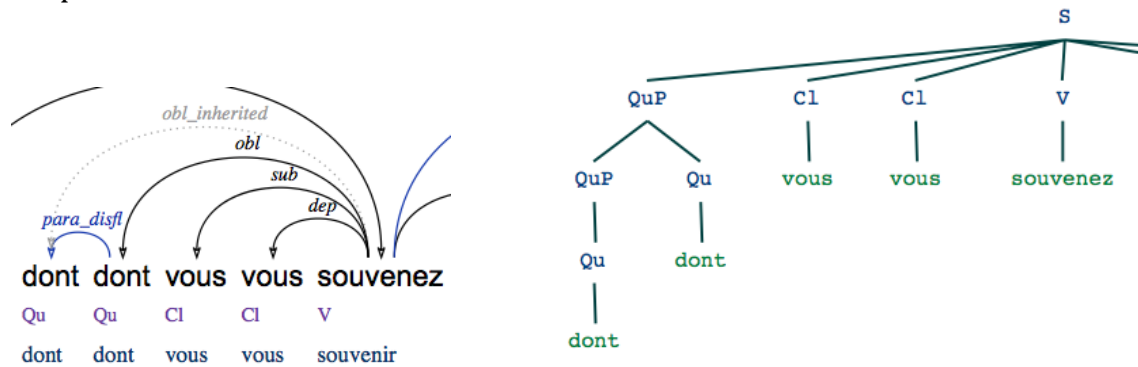 obl_inherited
obl
sub
dep
para_disfl
dont dont vous vous souvenez
Qu Qu Cl Cl V
dont dont vous vous souvenir
S
QuP Cl Cl V
QuP Qu vous vous souvenez
Qu dont
dont